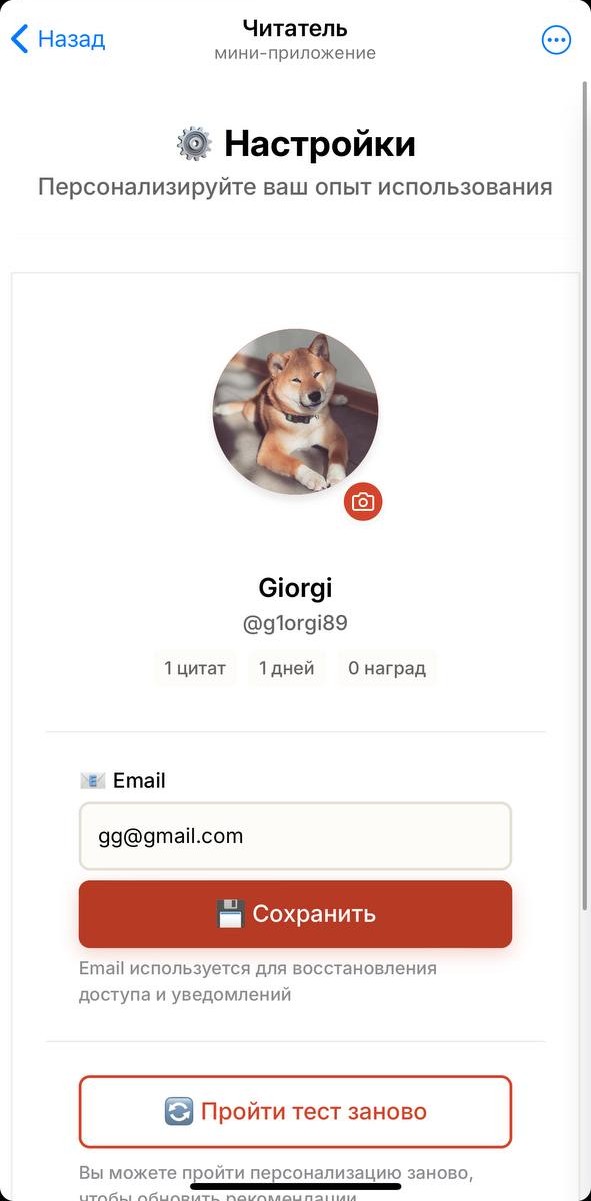 Назад
Читатель
мини-приложение
Настройки
Персонализируйте ваш опыт использования
Giorgi
@g1orgi89
1 цитат 1 дней 0 наград
Email
gg@gmail.com
Сохранить
Email используется для восстановления
доступа и уведомлений
Пройти тест заново
Вы можете пройти персонализацию заново,
чтобы обновить рекомендации